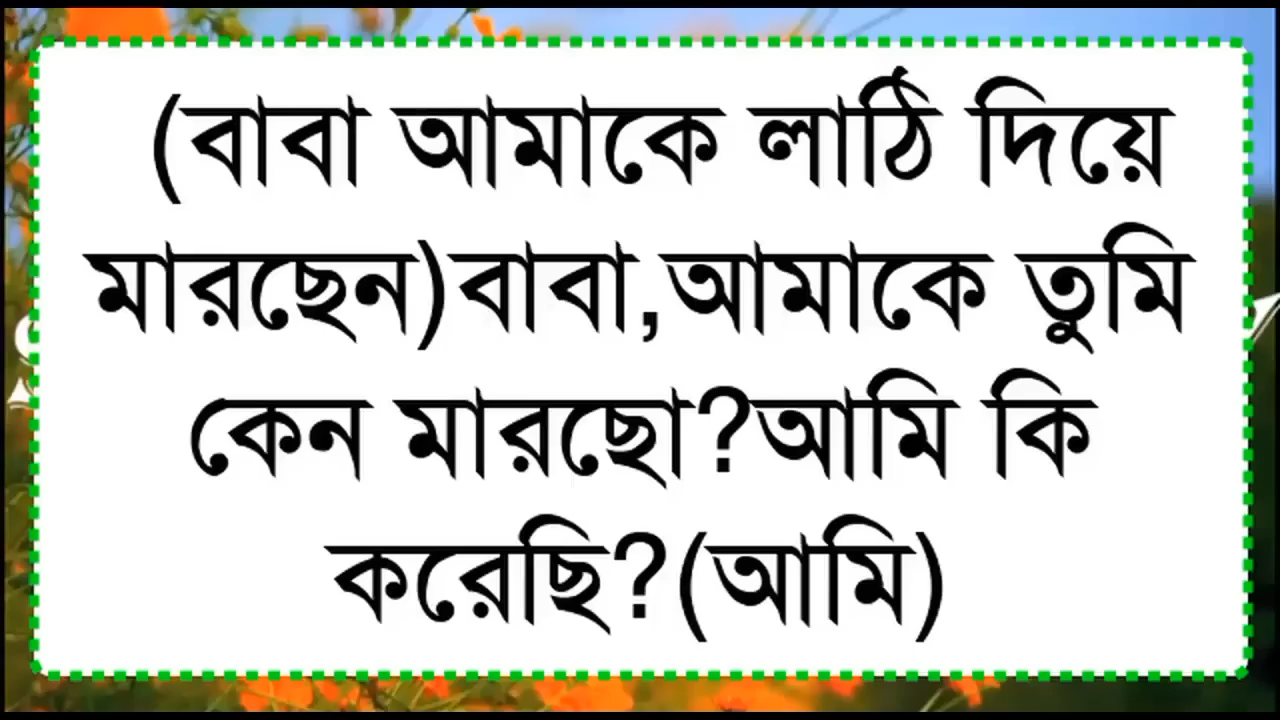 (বাবা আমাকে লাঠি দিয়ে
মারছেন)বাবা,আমাকে তুমি
কেন মারছো?আমি কি
করেছি?(আমি)